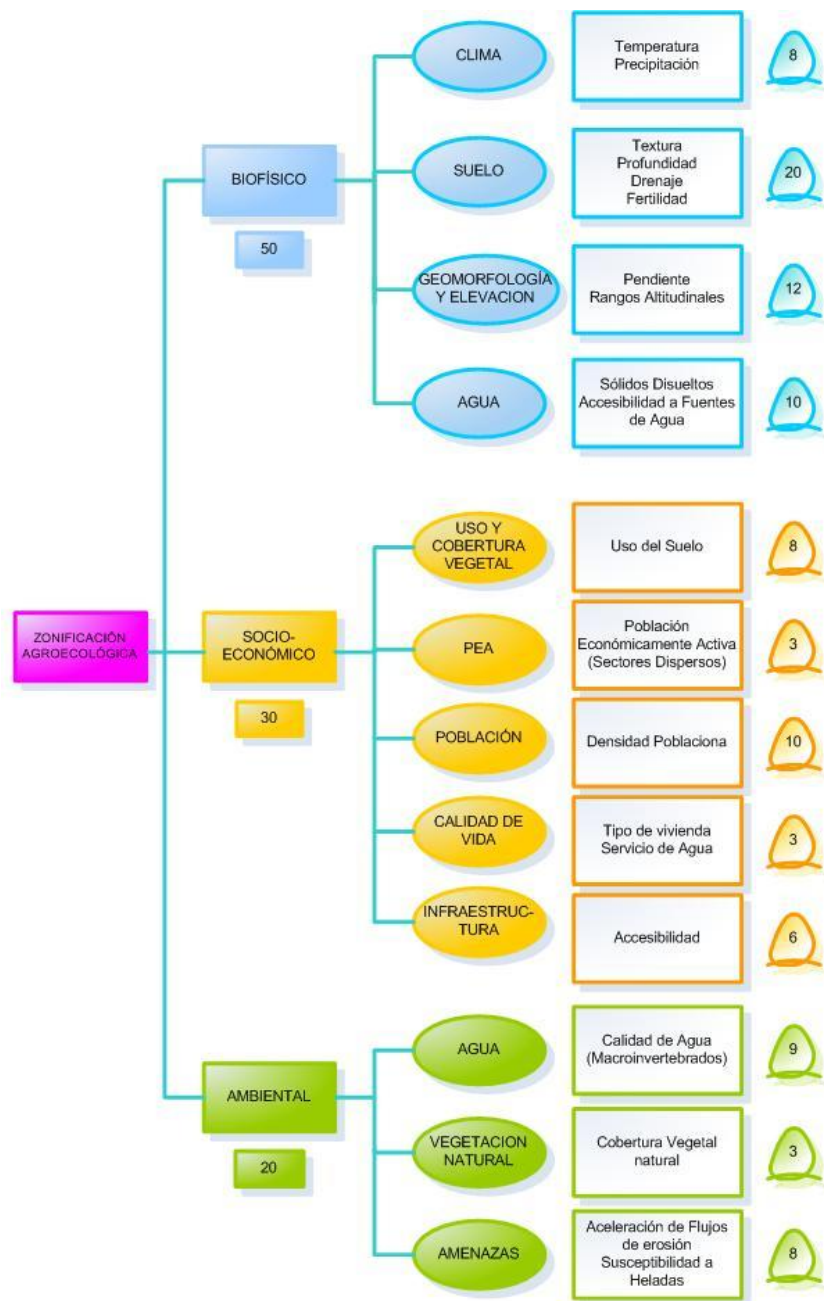 CLIMA
Temperatura
Precipitación
8
BIOFÍSICO
50
SUELO
Textura
Profundidad
Drenaje
Fertilidad
20
GEOMORFOLOGÍA
Y ELEVACION
Pendiente
Rangos Altitudinales
12
AGUA
Sólidos Disueltos
Accesibilidad a Fuentes
de Agua
10
ZONIFICACIÓN
AGROECOLÓGICA
SOCIO-
ECONÓMICO
30
USO Y
COBERTURA
VEGETAL
Uso del Suelo
8
PEA
Población
Económicamente Activa
(Sectores Dispersos)
3
POBLACIÓN
Densidad Poblaciona
10
CALIDAD DE
VIDA
Tipo de vivienda
Servicio de Agua
3
INFRAESTRUC-
TURA
Accesibilidad
6
AMBIENTAL
20
AGUA
Calidad de Agua
(Macroinvertebrados)
9
VEGETACION
NATURAL
Cobertura Vegetal
natural
3
AMENAZAS
Aceleración de Flujos
de erosión
Susceptibilidad a
Heladas
8